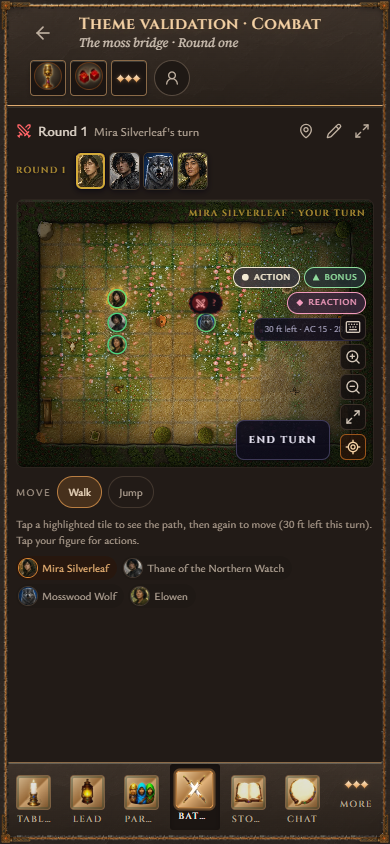 Theme validation · Combat
The moss bridge · Round one
Round 1 Mira Silverleaf's turn
ROUND 1
MIRA SILVERLEAF · YOUR TURN
ACTION
BONUS
REACTION
30 ft left · AC 15 ·
END TURN
MOVE Walk Jump
Tap a highlighted tile to see the path, then again to move (30 ft left this turn).
Tap your figure for actions.
Mira Silverleaf Thane of the Northern Watch
Mosswood Wolf Elowen
TABL… LEAD PAR… BAT… STO… CHAT MORE